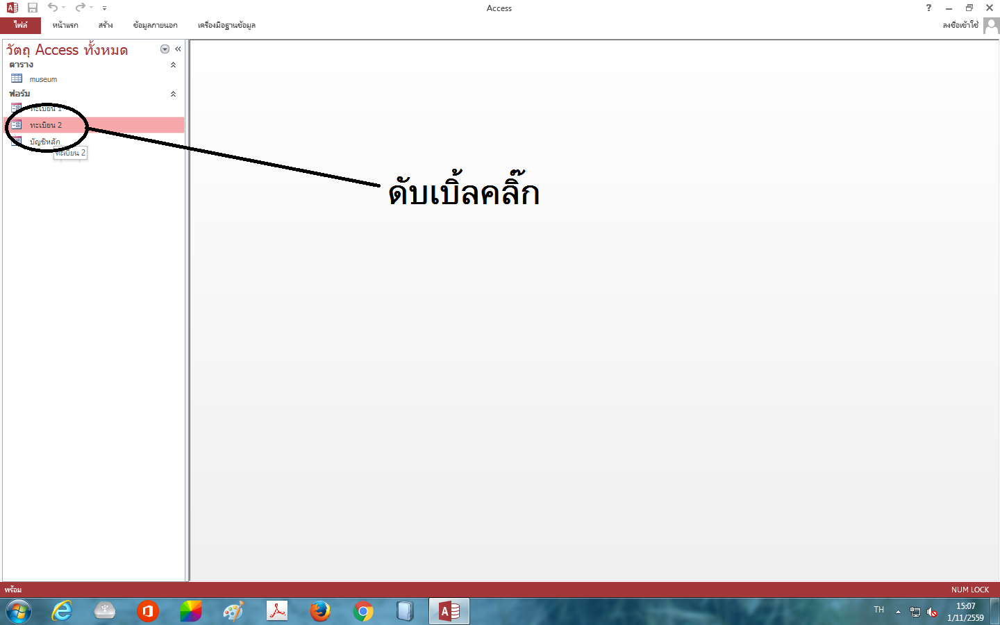 Access
?
ไฟล์ หน้าแรก สร้าง ข้อมูลภายนอก เครื่องมือฐานข้อมูล
ลงชื่อเข้าใช้
วัตถุ Access ทั้งหมด
ตาราง
museum
ฟอร์ม
ทะเบียน 1
ทะเบียน 2
บัญชีหลัก
ทะเบียน 2
ดับเบิ้ลคลิ๊ก
พร้อม
NUM LOCK
TH
15:07
1/11/2559